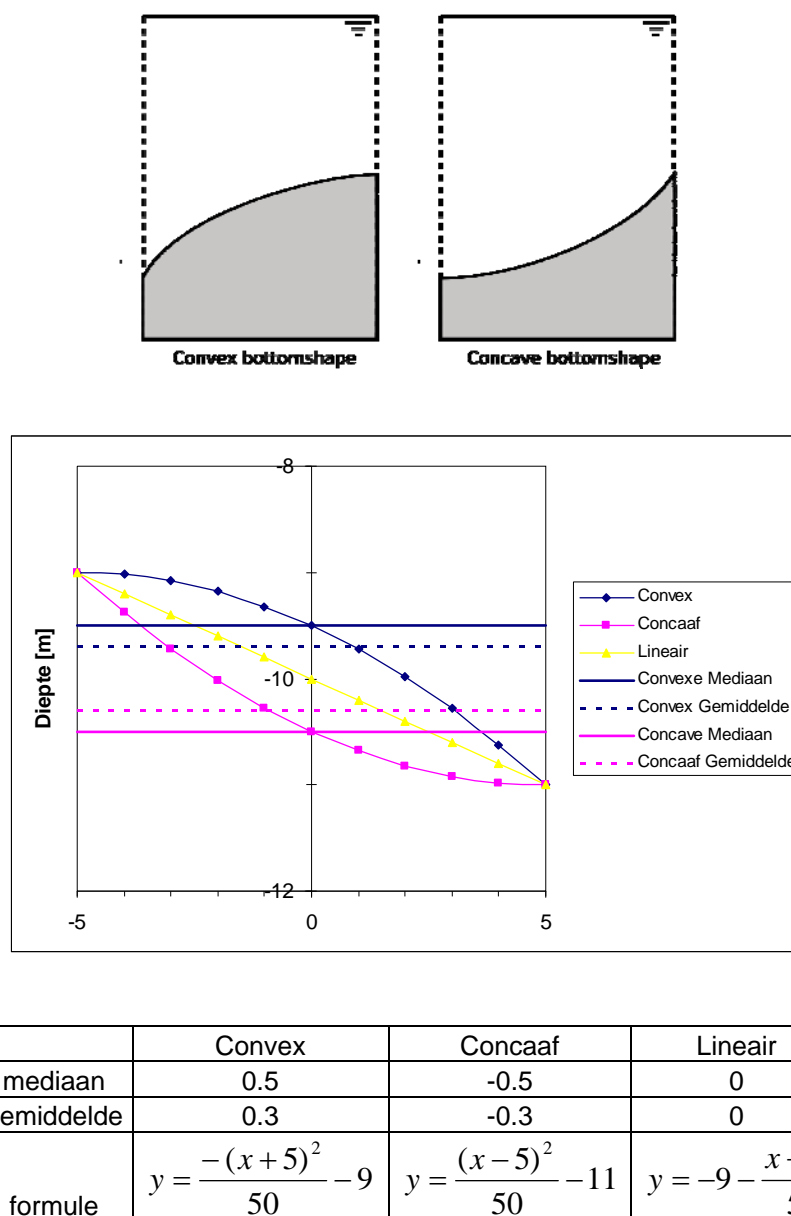 Convex bottomshape Concave bottomshape
-8
-10
-12
-5 0 5
Diepte [m]
Convex
Concaaf
Lineair
Convexe Mediaan
Convex Gemiddelde
Concave Mediaan
Concaaf Gemiddelde
Convex Concaaf Lineair
mediaan 0.5 -0.5 0
emiddelde 0.3 -0.3 0
formule y = -(x+5)²/50 - 9 y = (x-5)²/50 - 11 y = -9 - x